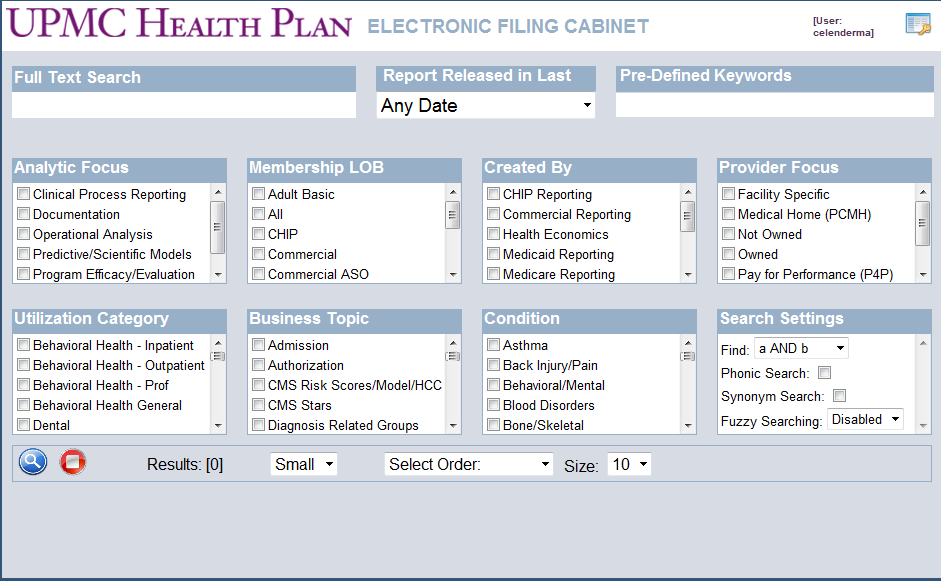 UPMC HEALTH PLAN ELECTRONIC FILING CABINET
[User:
celenderma]
Full Text Search
Report Released in Last
Any Date
Pre-Defined Keywords
Analytic Focus
Clinical Process Reporting
Documentation
Operational Analysis
Predictive/Scientific Models
Program Efficacy/Evaluation
Membership LOB
Adult Basic
All
CHIP
Commercial
Commercial ASO
Created By
CHIP Reporting
Commercial Reporting
Health Economics
Medicaid Reporting
Medicare Reporting
Provider Focus
Facility Specific
Medical Home (PCMH)
Not Owned
Owned
Pay for Performance (P4P)
Utilization Category
Behavioral Health - Inpatient
Behavioral Health - Outpatient
Behavioral Health - Prof
Behavioral Health General
Dental
Business Topic
Admission
Authorization
CMS Risk Scores/Model/HCC
CMS Stars
Diagnosis Related Groups
Condition
Asthma
Back Injury/Pain
Behavioral/Mental
Blood Disorders
Bone/Skeletal
Search Settings
Find: a AND b
Phonic Search:
Synonym Search:
Fuzzy Searching: Disabled
Results: [0] Small Select Order: Size: 10